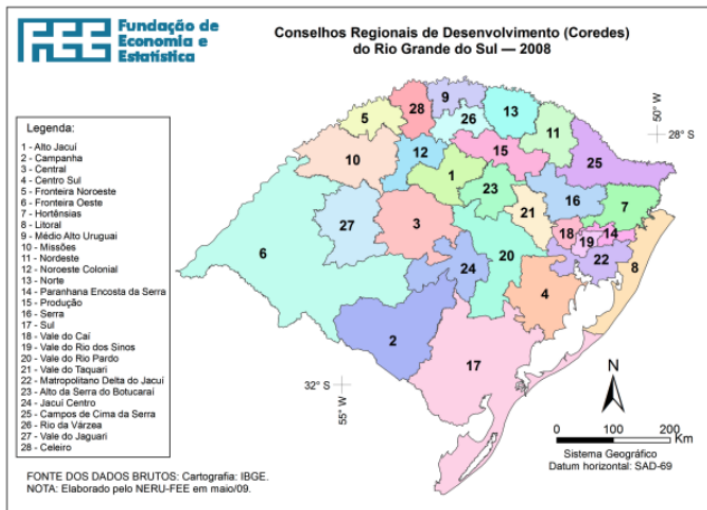 FEE
Fundação de
Economia e
Estatística
Conselhos Regionais de Desenvolvimento (Coredes)
do Rio Grande do Sul — 2008
Legenda:
1 - Alto Jacuí
2 - Campanha
3 - Central
4 - Centro Sul
5 - Fronteira Noroeste
6 - Fronteira Oeste
7 - Hortênsias
8 - Litoral
9 - Médio Alto Uruguai
10 - Missões
11 - Nordeste
12 - Noroeste Colonial
13 - Norte
14 - Paranhana Encosta da Serra
15 - Produção
16 - Serra
17 - Sul
18 - Vale do Caí
19 - Vale do Rio dos Sinos
20 - Vale do Rio Pardo
21 - Vale do Taquari
22 - Matropolitano Delta do Jacuí
23 - Alto da Serra do Botucaraí
24 - Jacuí Centro
25 - Campos de Cima da Serra
26 - Rio da Várzea
27 - Vale do Jaguari
28 - Celeiro
50° W
28° S
9
28
13
5
26
11
12
15
10
25
1
23
16
7
21
27
3
18
14
19
6
20
22
8
24
4
2
17
32° S
55° W
N
0 100 200
Km
Sistema Geográfico
Datum horizontal: SAD-69
FONTE DOS DADOS BRUTOS: Cartografia: IBGE.
NOTA: Elaborado pelo NERU-FEE em maio/09.